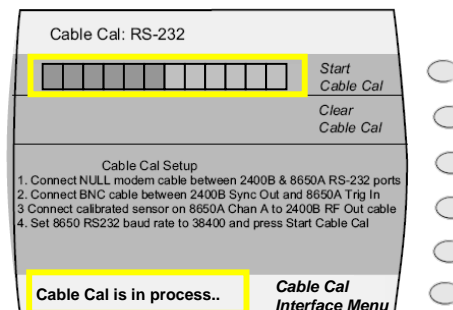 Cable Cal: RS-232
Start
Cable Cal
Clear
Cable Cal
Cable Cal Setup
1. Connect NULL modem cable between 2400B & 8650A RS-232 ports
2. Connect BNC cable between 2400B Sync Out and 8650A Trig In
3 Connect calibrated sensor on 8650A Chan A to 2400B RF Out cable
4. Set 8650 RS232 baud rate to 38400 and press Start Cable Cal
Cable Cal is in process..
Cable Cal
Interface Menu